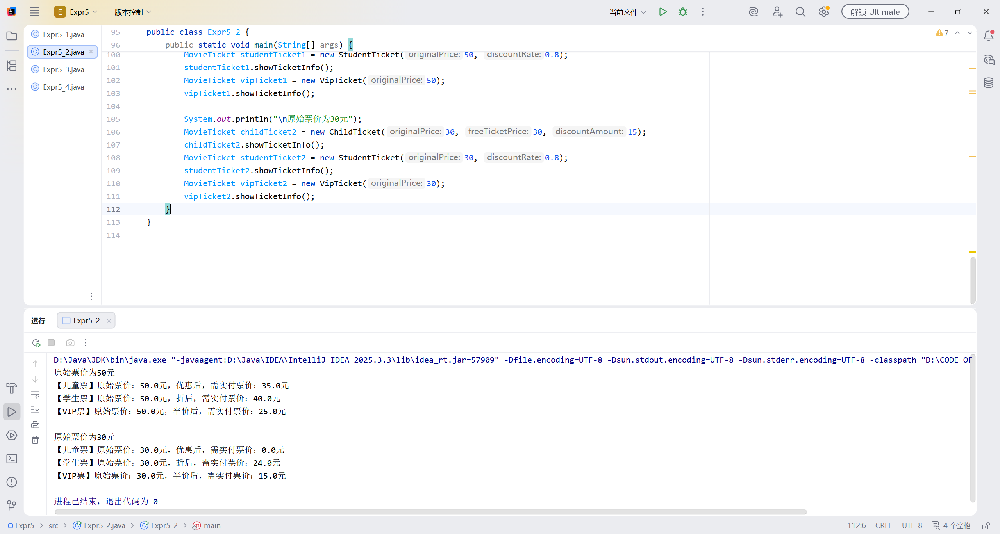 E Expr5 版本控制 当前文件 解锁 Ultimate
Expr5_1.java
Expr5_2.java
Expr5_3.java
Expr5_4.java
7
95 public class Expr5_2 {
96 public static void main(String[] args) {
100 MovieTicket studentTicket1 = new StudentTicket( originalPrice: 50, discountRate: 0.8);
101 studentTicket1.showTicketInfo();
102 MovieTicket vipTicket1 = new VipTicket( originalPrice: 50);
103 vipTicket1.showTicketInfo();
104
105 System.out.println("\n原始票价为30元");
106 MovieTicket childTicket2 = new ChildTicket( originalPrice: 30, freeTicketPrice: 30, discountAmount: 15);
107 childTicket2.showTicketInfo();
108 MovieTicket studentTicket2 = new StudentTicket( originalPrice: 30, discountRate: 0.8);
109 studentTicket2.showTicketInfo();
110 MovieTicket vipTicket2 = new VipTicket( originalPrice: 30);
111 vipTicket2.showTicketInfo();
112 }
113 }
114
运行 Expr5_2
D:\Java\JDK\bin\java.exe "-javaagent:D:\Java\IDEA\IntelliJ IDEA 2025.3.3\lib\idea_rt.jar=57909" -Dfile.encoding=UTF-8 -Dsun.stdout.encoding=UTF-8 -Dsun.stderr.encoding=UTF-8 -classpath "D:\CODE OF
原始票价为50元
【儿童票】原始票价：50.0元，优惠后，需实付票价：35.0元
【学生票】原始票价：50.0元，折后，需实付票价：40.0元
【VIP票】原始票价：50.0元，半价后，需实付票价：25.0元
原始票价为30元
【儿童票】原始票价：30.0元，优惠后，需实付票价：0.0元
【学生票】原始票价：30.0元，折后，需实付票价：24.0元
【VIP票】原始票价：30.0元，半价后，需实付票价：15.0元
进程已结束，退出代码为 0
Expr5 > src > Expr5_2.java > Expr5_2 > main 112:6 CRLF UTF-8 4 个空格